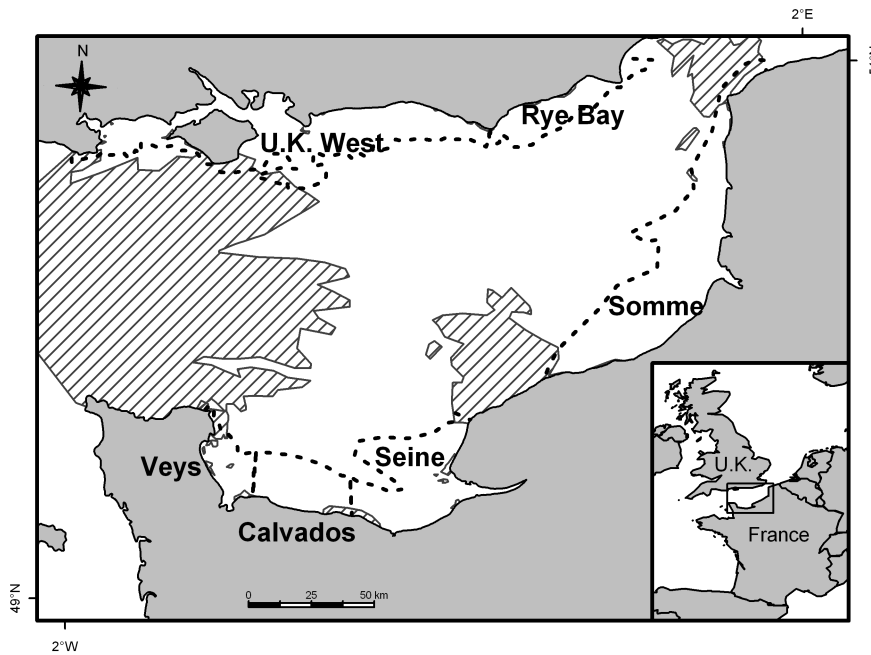 2°E
N
Rye Bay
U.K. West
Somme
Veys
Seine
Calvados
U.K.
France
0 25 50 km
49°N
2°W